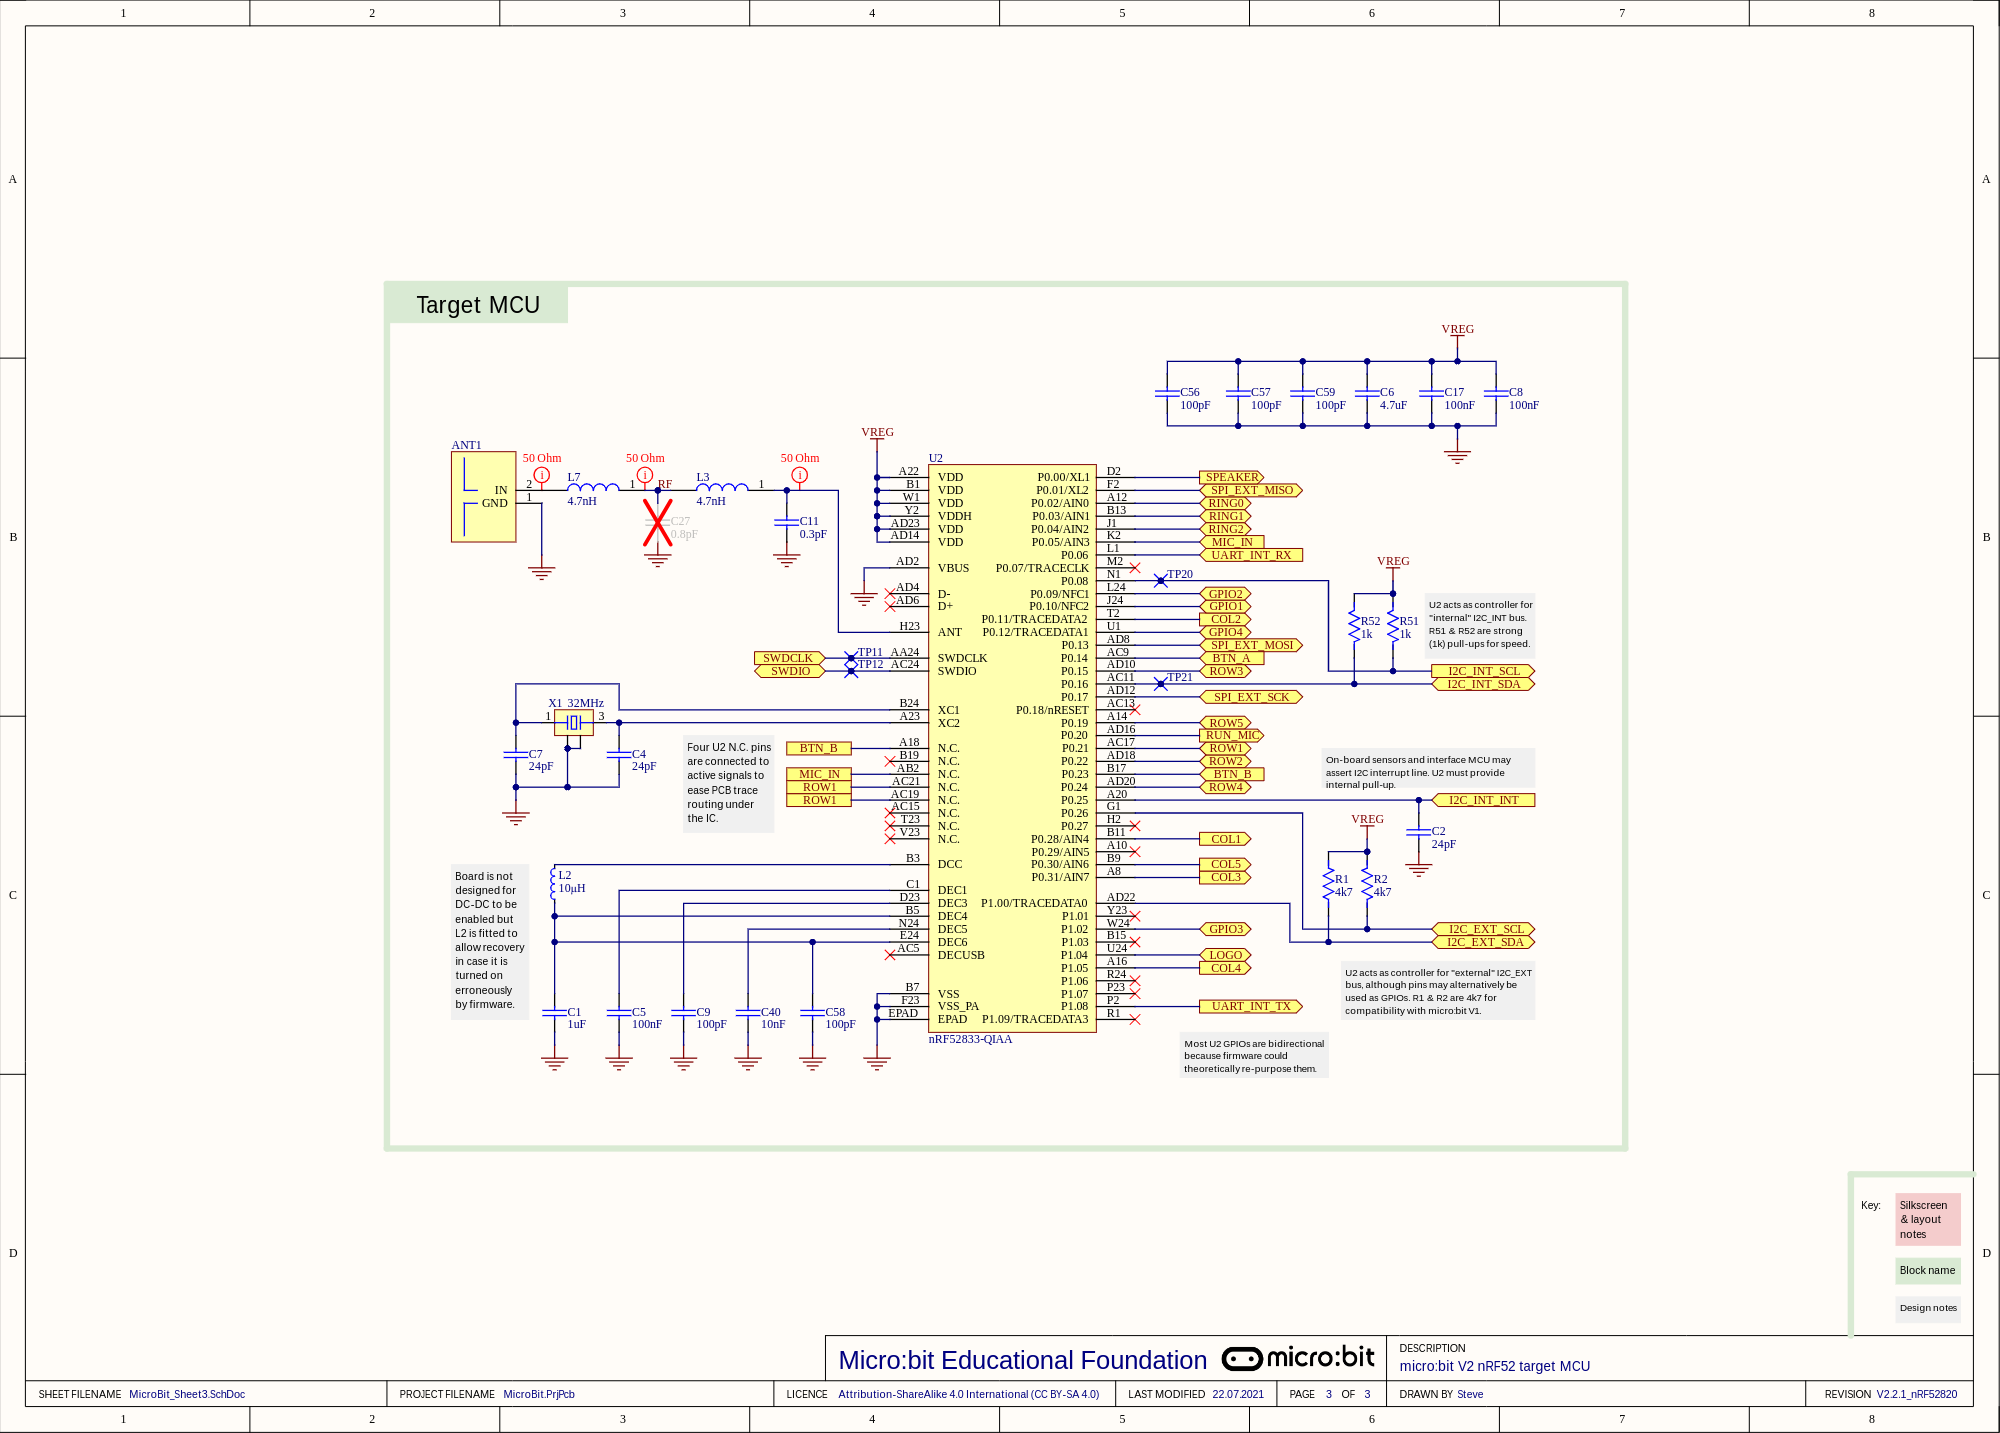 1 2 3 4 5 6 7 8
A A
B B
C C
D D
Target MCU
VREG
C56 100pF
C57 100pF
C59 100pF
C6 4.7uF
C17 100nF
C8 100nF
ANT1
IN 2
GND 1
50 Ohm
i
L7
4.7nH
1
50 Ohm
i
RF
C27
0.8pF
L3
4.7nH
1
50 Ohm
i
C11
0.3pF
VREG
U2
A22 VDD
B1 VDD
W1 VDD
Y2 VDDH
AD23 VDD
AD14 VDD
AD2 VBUS
AD4 D-
AD6 D+
H23 ANT
SWDCLK TP11 AA24 SWDCLK
SWDIO TP12 AC24 SWDIO
B24 XC1
A23 XC2
X1 32MHz
1 3
C7
24pF
C4
24pF
Four U2 N.C. pins
are connected to
active signals to
ease PCB trace
routing under
the IC.
BTN_B A18 N.C.
B19 N.C.
MIC_IN AB2 N.C.
ROW1 AC21 N.C.
ROW1 AC19 N.C.
AC15 N.C.
T23 N.C.
V23 N.C.
B3 DCC
C1 DEC1
D23 DEC3
B5 DEC4
N24 DEC5
E24 DEC6
AC5 DECUSB
B7 VSS
F23 VSS_PA
EPAD EPAD
Board is not
designed for
DC-DC to be
enabled but
L2 is fitted to
allow recovery
in case it is
turned on
erroneously
by firmware.
L2
10µH
C1
1uF
C5
100nF
C9
100pF
C40
10nF
C58
100pF
P0.00/XL1 D2 SPEAKER
P0.01/XL2 F2 SPI_EXT_MISO
P0.02/AIN0 A12 RING0
P0.03/AIN1 B13 RING1
P0.04/AIN2 J1 RING2
P0.05/AIN3 K2 MIC_IN
P0.06 L1 UART_INT_RX
P0.07/TRACECLK M2
P0.08 N1 TP20
P0.09/NFC1 L24 GPIO2
P0.10/NFC2 J24 GPIO1
P0.11/TRACEDATA2 T2 COL2
P0.12/TRACEDATA1 U1 GPIO4
P0.13 AD8 SPI_EXT_MOSI
P0.14 AC9 BTN_A
P0.15 AD10 ROW3
P0.16 AC11 TP21
P0.17 AD12 SPI_EXT_SCK
P0.18/nRESET AC13
P0.19 A14 ROW5
P0.20 AD16 RUN_MIC
P0.21 AC17 ROW1
P0.22 AD18 ROW2
P0.23 B17 BTN_B
P0.24 AD20 ROW4
P0.25 A20
P0.26 G1
P0.27 H2
P0.28/AIN4 B11 COL1
P0.29/AIN5 A10
P0.30/AIN6 B9 COL5
P0.31/AIN7 A8 COL3
P1.00/TRACEDATA0 AD22
P1.01 Y23
P1.02 W24 GPIO3
P1.03 B15
P1.04 U24 LOGO
P1.05 A16 COL4
P1.06 R24
P1.07 P23
P1.08 P2 UART_INT_TX
P1.09/TRACEDATA3 R1
nRF52833-QIAA
VREG
R52
1k
R51
1k
U2 acts as controller for
"internal" I2C_INT bus.
R51 & R52 are strong
(1k) pull-ups for speed.
I2C_INT_SCL
I2C_INT_SDA
On-board sensors and interface MCU may
assert I2C interrupt line. U2 must provide
internal pull-up.
I2C_INT_INT
C2
24pF
VREG
R1
4k7
R2
4k7
I2C_EXT_SCL
I2C_EXT_SDA
U2 acts as controller for "external" I2C_EXT
bus, although pins may alternatively be
used as GPIOs. R1 & R2 are 4k7 for
compatibility with micro:bit V1.
Most U2 GPIOs are bidirectional
because firmware could
theoretically re-purpose them.
Key:
Silkscreen
& layout
notes
Block name
Design notes
Micro:bit Educational Foundation micro:bit
DESCRIPTION
micro:bit V2 nRF52 target MCU
SHEET FILENAME MicroBit_Sheet3.SchDoc PROJECT FILENAME MicroBit.PrjPcb LICENCE Attribution-ShareAlike 4.0 International (CC BY-SA 4.0) LAST MODIFIED 22.07.2021 PAGE 3 OF 3 DRAWN BY Steve REVISION V2.2.1_nRF52820
1 2 3 4 5 6 7 8